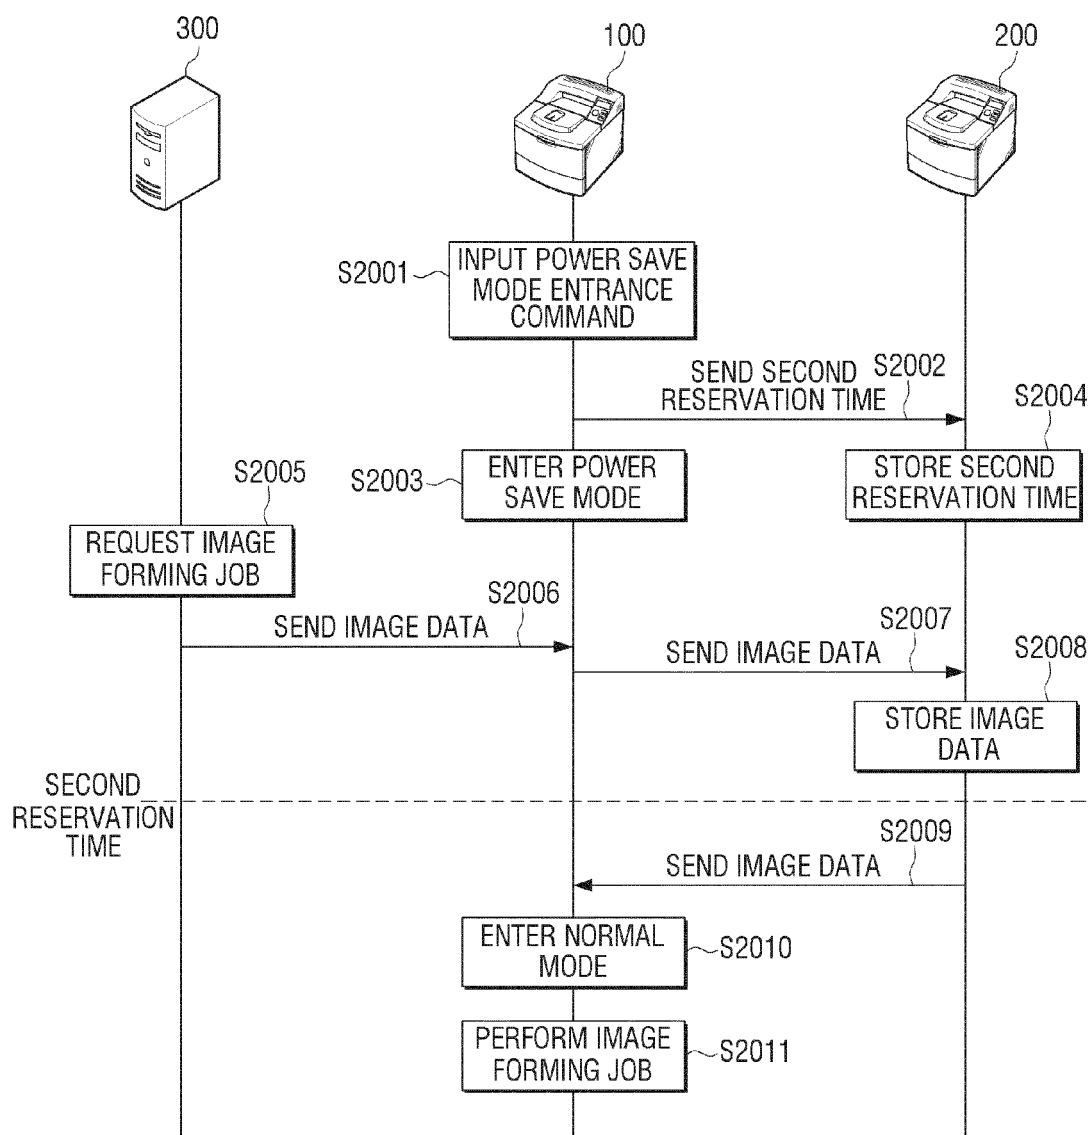 300
100
200
S2001
INPUT POWER SAVE
MODE ENTRANCE
COMMAND
SEND SECOND
RESERVATION TIME
S2002
S2004
S2003
ENTER POWER
SAVE MODE
STORE SECOND
RESERVATION TIME
S2005
REQUEST IMAGE
FORMING JOB
S2006
SEND IMAGE DATA
S2007
SEND IMAGE DATA
S2008
STORE IMAGE
DATA
SECOND
RESERVATION
TIME
S2009
SEND IMAGE DATA
ENTER NORMAL
MODE
S2010
PERFORM IMAGE
FORMING JOB
S2011